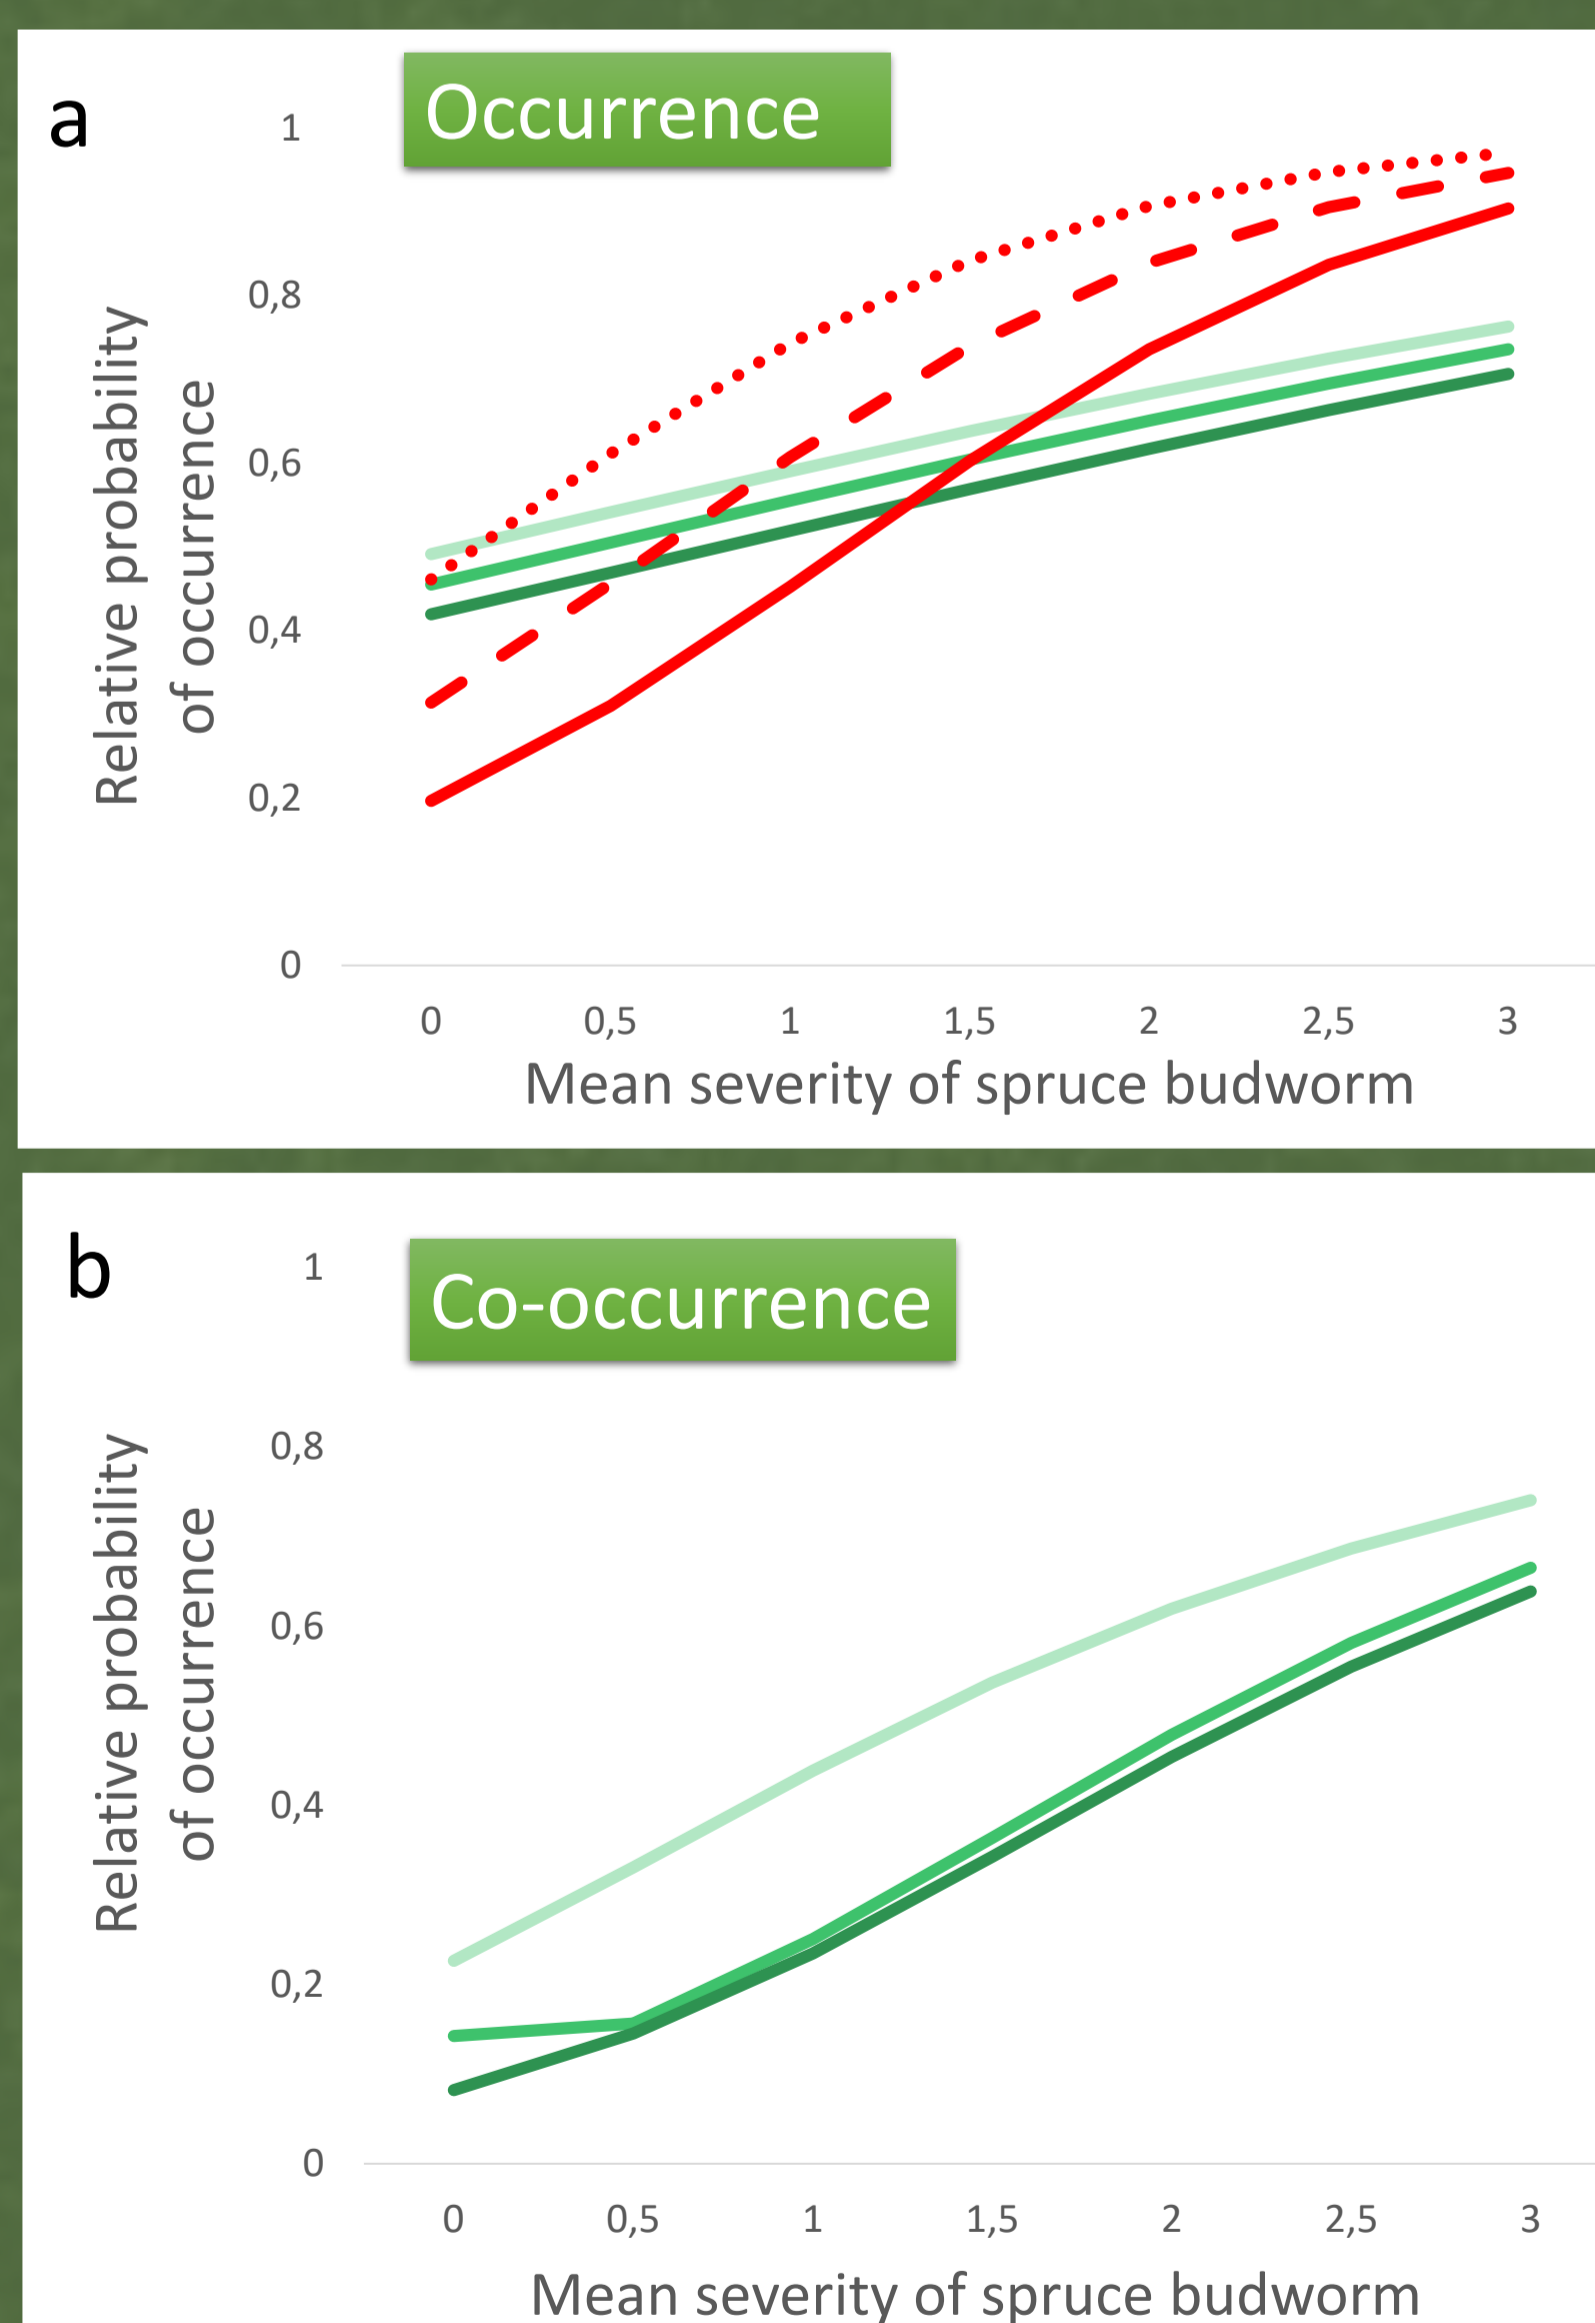 a
Occurrence
1
0,8
0,6
0,4
0,2
0
Relative probability
of occurrence
0 0,5 1 1,5 2 2,5 3
Mean severity of spruce budworm
b
Co-occurrence
1
0,8
0,6
0,4
0,2
0
Relative probability
of occurrence
0 0,5 1 1,5 2 2,5 3
Mean severity of spruce budworm